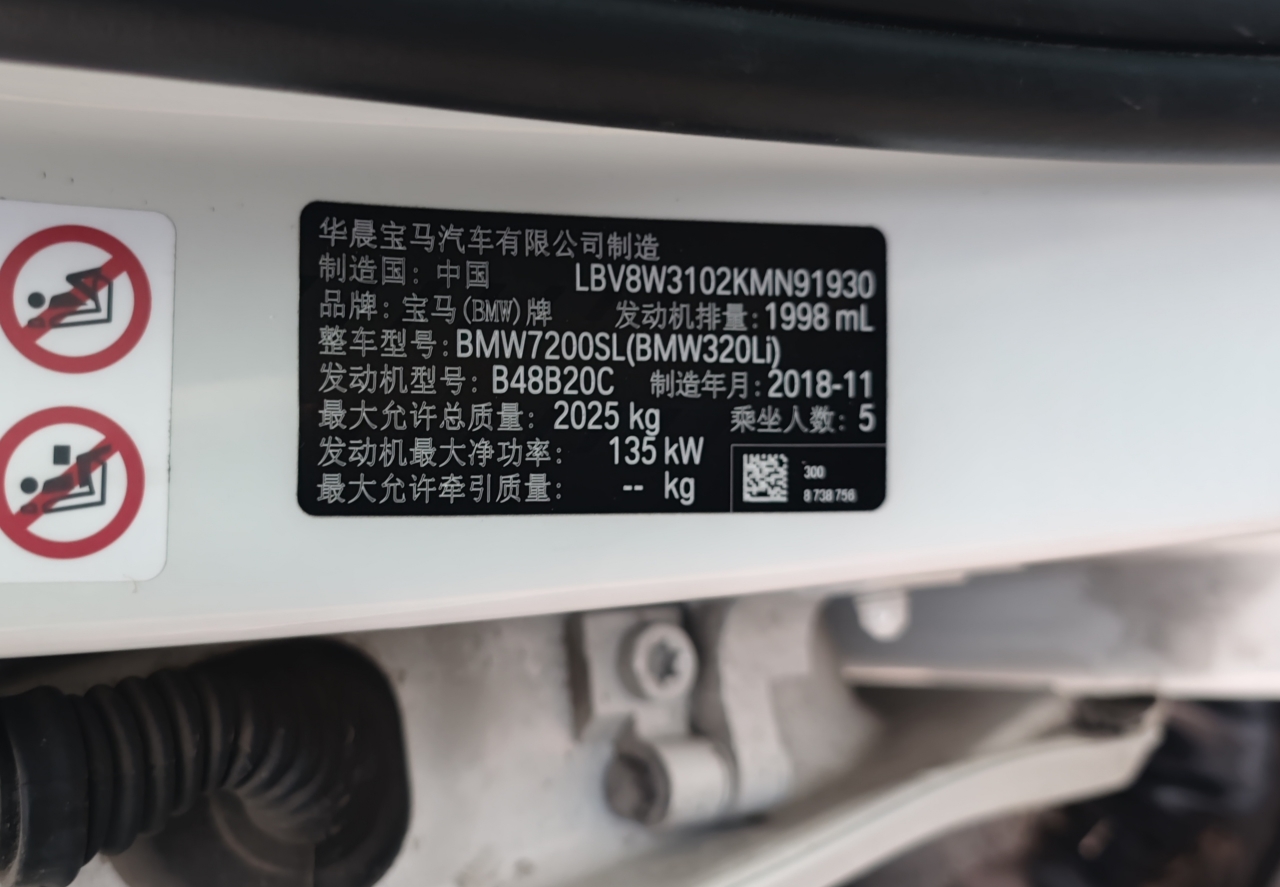 华晨宝马汽车有限公司制造
制造国：中国 LBV8W3102KMN91930
品牌：宝马(BMW)牌 发动机排量：1998 mL
整车型号：BMW7200SL(BMW320Li)
发动机型号：B48B20C 制造年月：2018-11
最大允许总质量：2025 kg 乘坐人数：5
发动机最大净功率： 135 kW
最大允许牵引质量： -- kg
300
8 738 756